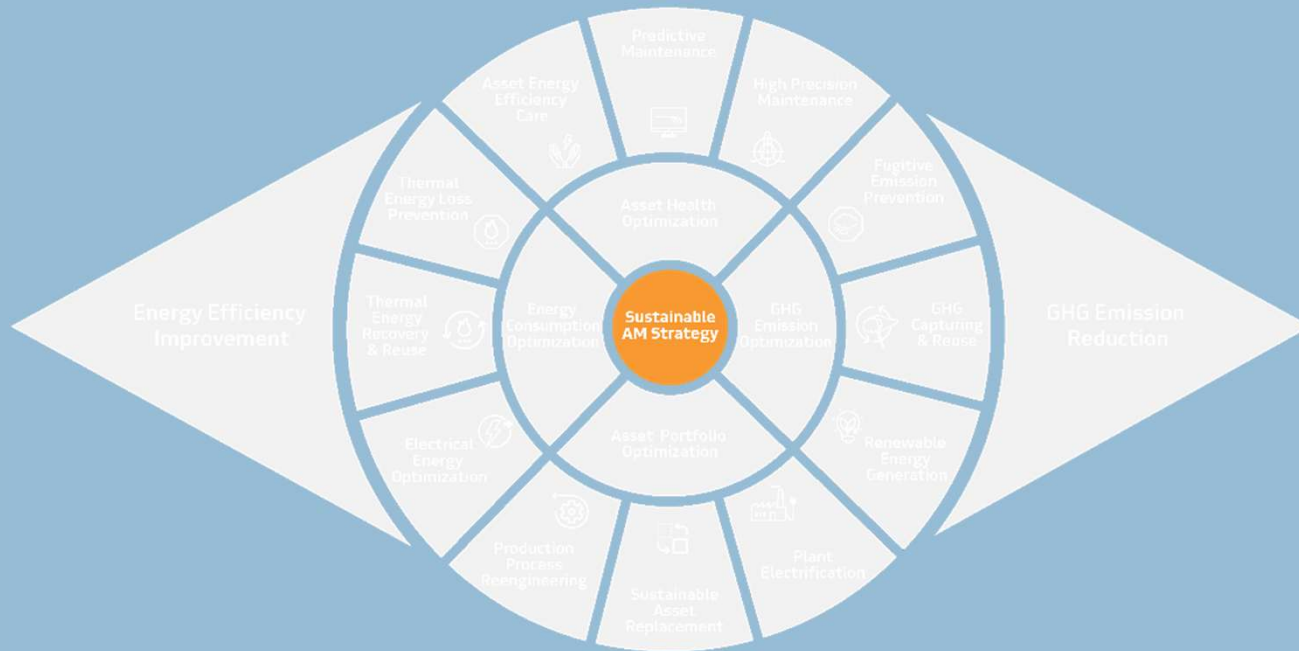 Predictive
Maintenance
Asset Energy
Efficiency
Care
High Precision
Maintenance
Thermal
Energy Loss
Prevention
Fugitive
Emission
Prevention
Asset Health
Optimization
Energy Efficiency
Improvement
Thermal
Energy
Recovery
& Reuse
Energy
Consumption
Optimization
Sustainable
AM Strategy
GHG
Emission
Optimization
GHG
Capturing
& Reuse
GHG Emission
Reduction
Electrical
Energy
Optimization
Asset Portfolio
Optimization
Renewable
Energy
Generation
Production
Process
Reengineering
Sustainable
Asset
Replacement
Plant
Electrification